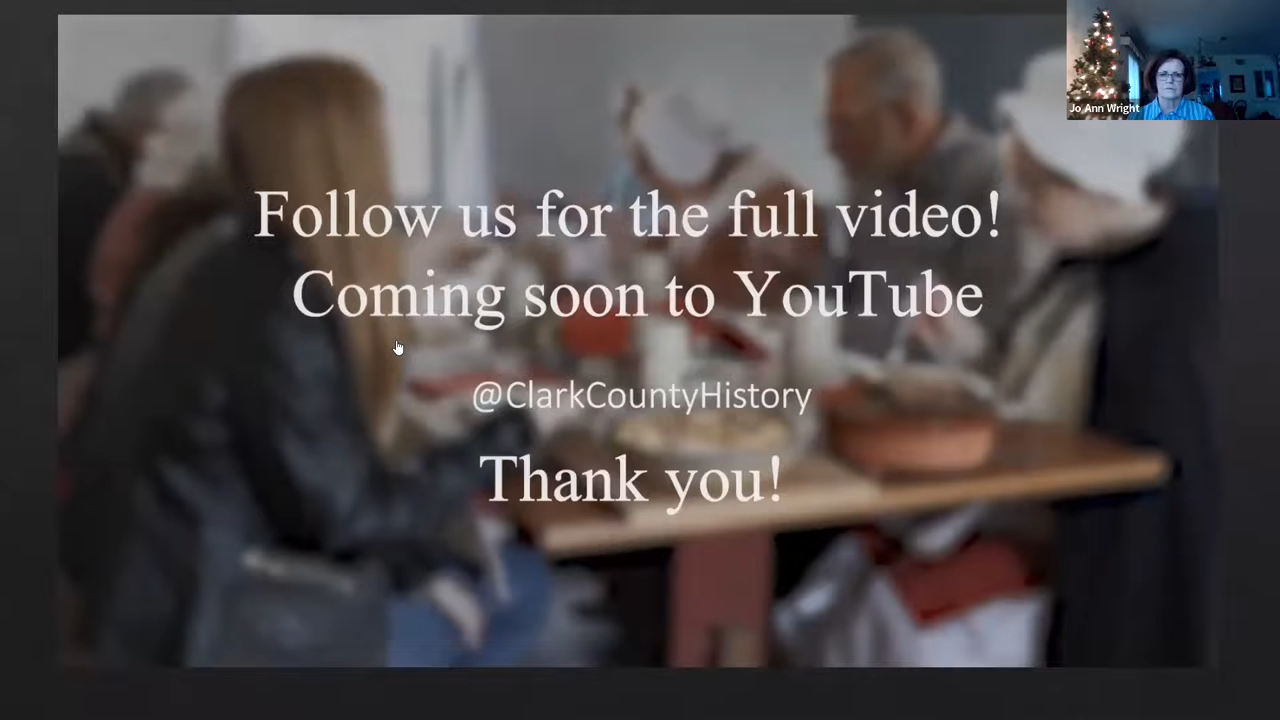 Jo Ann Wright
Follow us for the full video!
Coming soon to YouTube
@ClarkCountyHistory
Thank you!